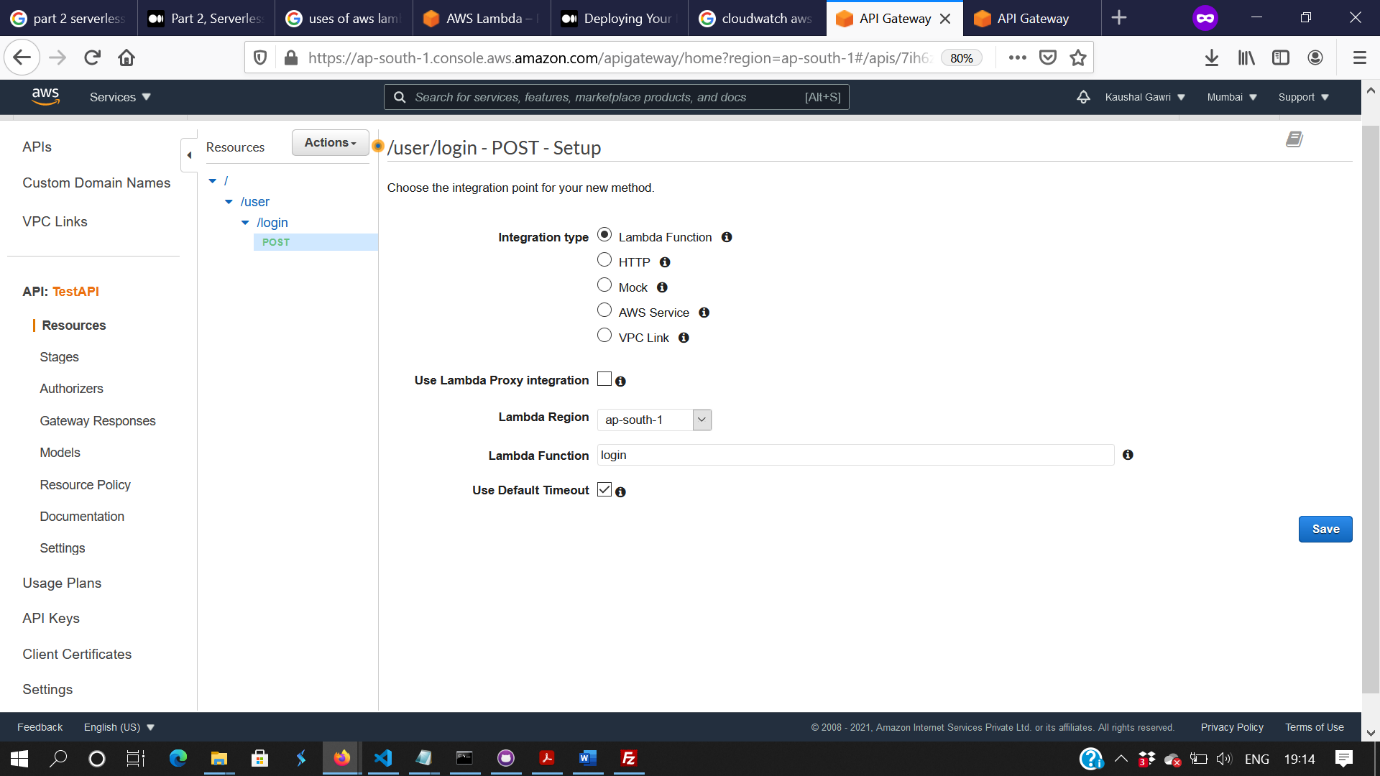 part 2 serverless
Part 2, Serverless
uses of aws lam
AWS Lambda –
Deploying Your
cloudwatch aws
API Gateway
API Gateway
https://ap-south-1.console.aws.amazon.com/apigateway/home?region=ap-south-1#/apis/7ih6
80%
aws
Services
Search for services, features, marketplace products, and docs
[Alt+S]
Kaushal Gawri
Mumbai
Support
APIs
Custom Domain Names
VPC Links
API: TestAPI
Resources
Stages
Authorizers
Gateway Responses
Models
Resource Policy
Documentation
Settings
Usage Plans
API Keys
Client Certificates
Settings
Resources
Actions
/
/user
/login
POST
/user/login - POST - Setup
Choose the integration point for your new method.
Integration type
Lambda Function
HTTP
Mock
AWS Service
VPC Link
Use Lambda Proxy integration
Lambda Region
ap-south-1
Lambda Function
login
Use Default Timeout
Save
Feedback
English (US)
© 2008 - 2021, Amazon Internet Services Private Ltd. or its affiliates. All rights reserved.
Privacy Policy
Terms of Use
3
ENG
19:14